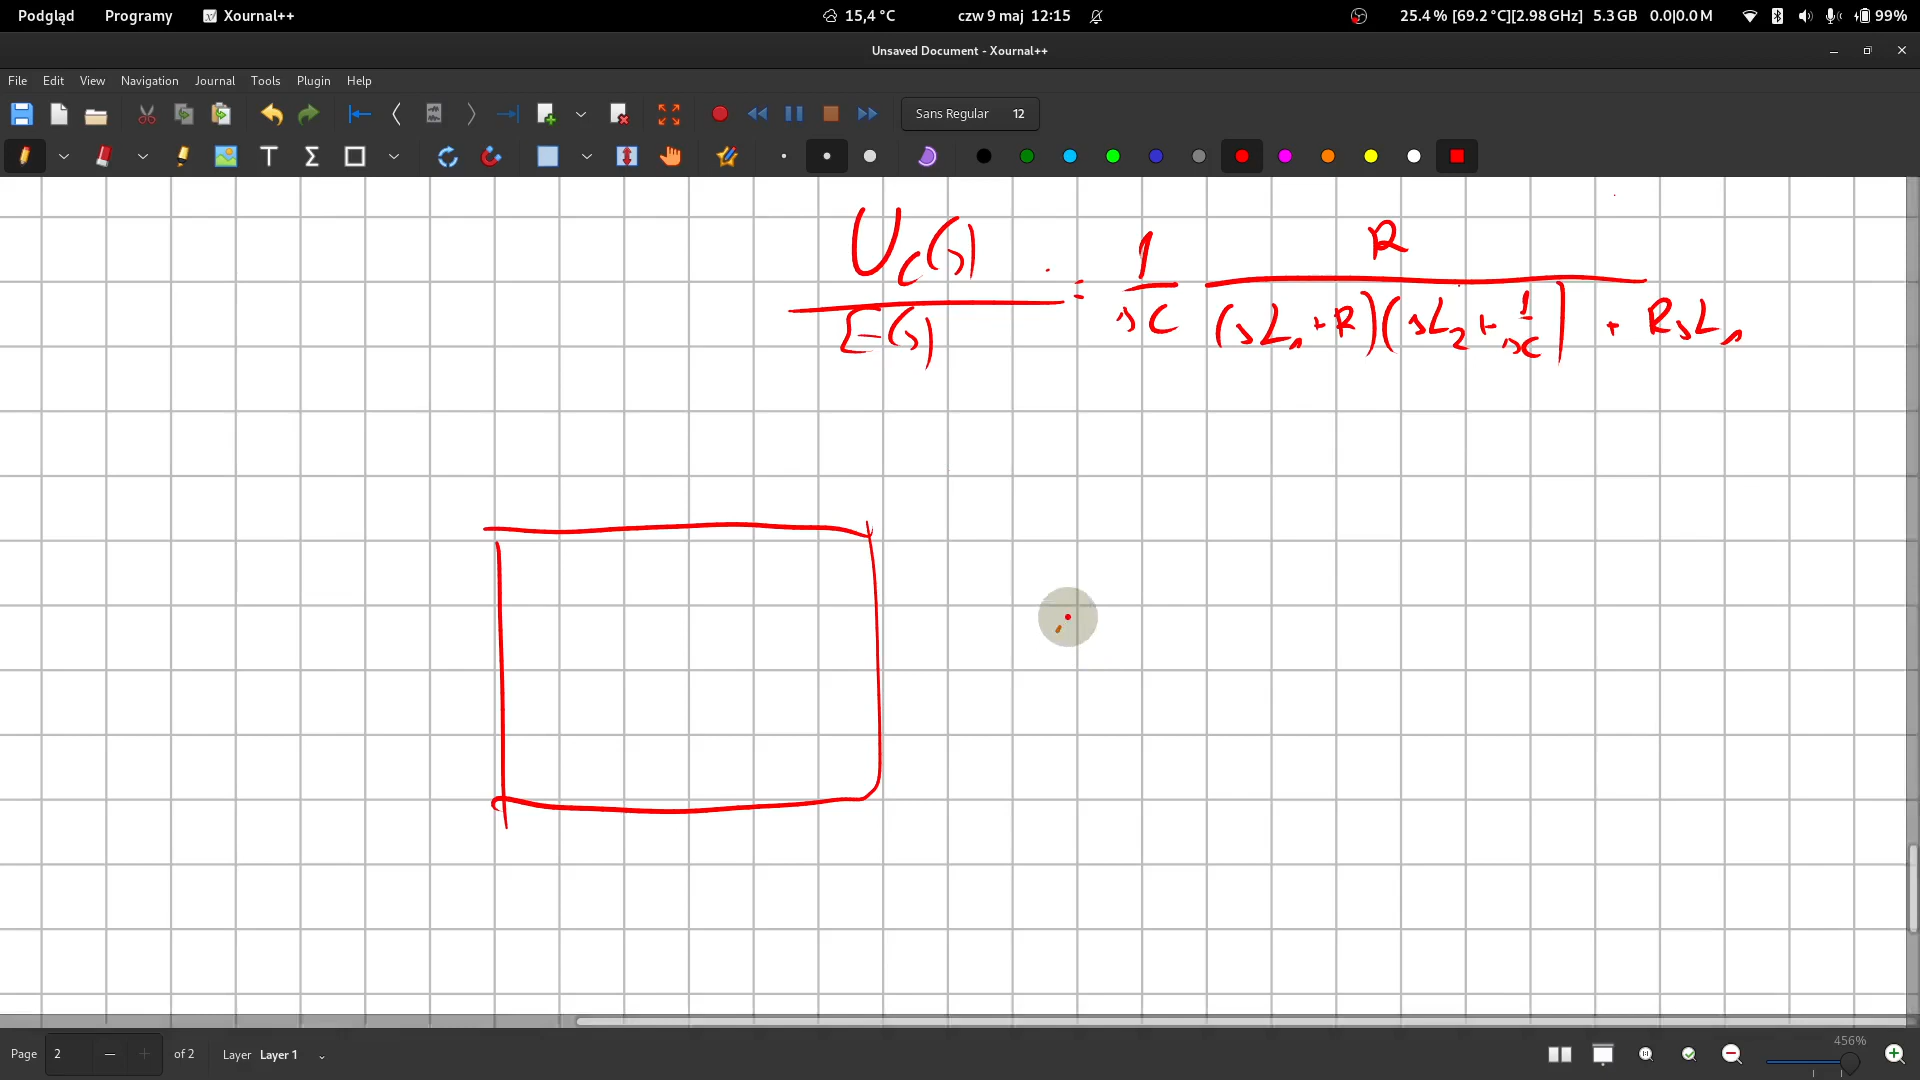 Podgląd Programy Xournal++ 15,4 °C czw 9 maj 12:15 25.4 % [69.2 °C][2.98 GHz] 5.3 GB 0.0|0.0 M 99%
Unsaved Document - Xournal++
File Edit View Navigation Journal Tools Plugin Help
Sans Regular 12
U_C(s) / E(s) = 1 / sC R / (sL_1 + R)(sL_2 + 1 / sC) + RsL_1
Page 2 of 2 Layer Layer 1 456%